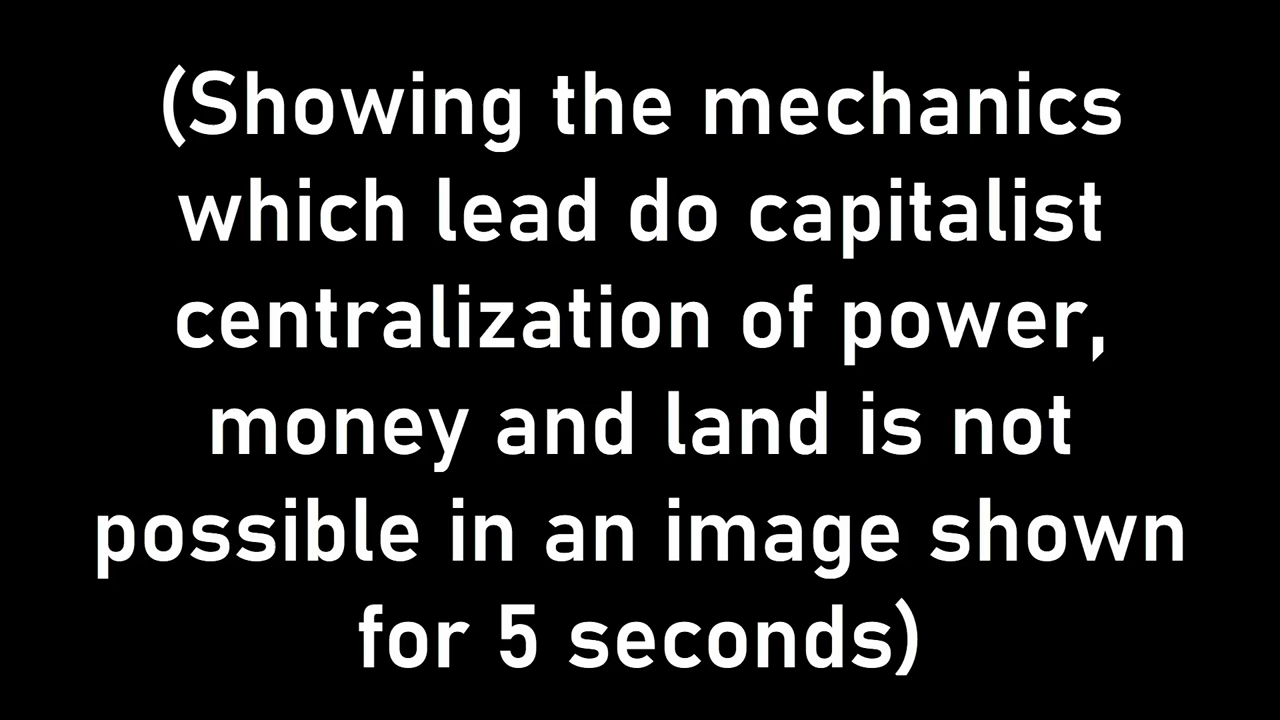 (Showing the mechanics
which lead do capitalist
centralization of power,
money and land is not
possible in an image shown
for 5 seconds)